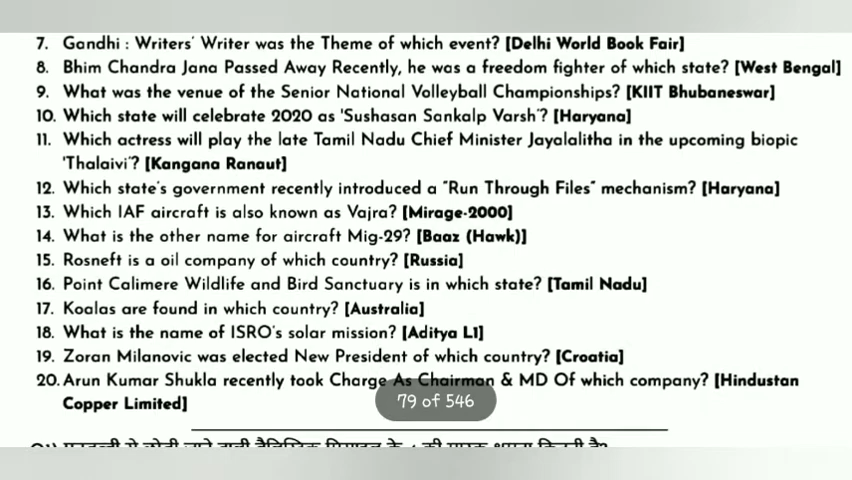 7. Gandhi : Writers' Writer was the Theme of which event? [Delhi World Book Fair]
8. Bhim Chandra Jana Passed Away Recently, he was a freedom fighter of which state? [West Bengal]
9. What was the venue of the Senior National Volleyball Championships? [KIIT Bhubaneswar]
10. Which state will celebrate 2020 as 'Sushasan Sankalp Varsh'? [Haryana]
11. Which actress will play the late Tamil Nadu Chief Minister Jayalalitha in the upcoming biopic
'Thalaivi'? [Kangana Ranaut]
12. Which state's government recently introduced a "Run Through Files" mechanism? [Haryana]
13. Which IAF aircraft is also known as Vajra? [Mirage-2000]
14. What is the other name for aircraft Mig-29? [Baaz (Hawk)]
15. Rosneft is a oil company of which country? [Russia]
16. Point Calimere Wildlife and Bird Sanctuary is in which state? [Tamil Nadu]
17. Koalas are found in which country? [Australia]
18. What is the name of ISRO's solar mission? [Aditya L1]
19. Zoran Milanovic was elected New President of which country? [Croatia]
20. Arun Kumar Shukla recently took Charge As Chairman & MD Of which company? [Hindustan
Copper Limited]
79 of 546